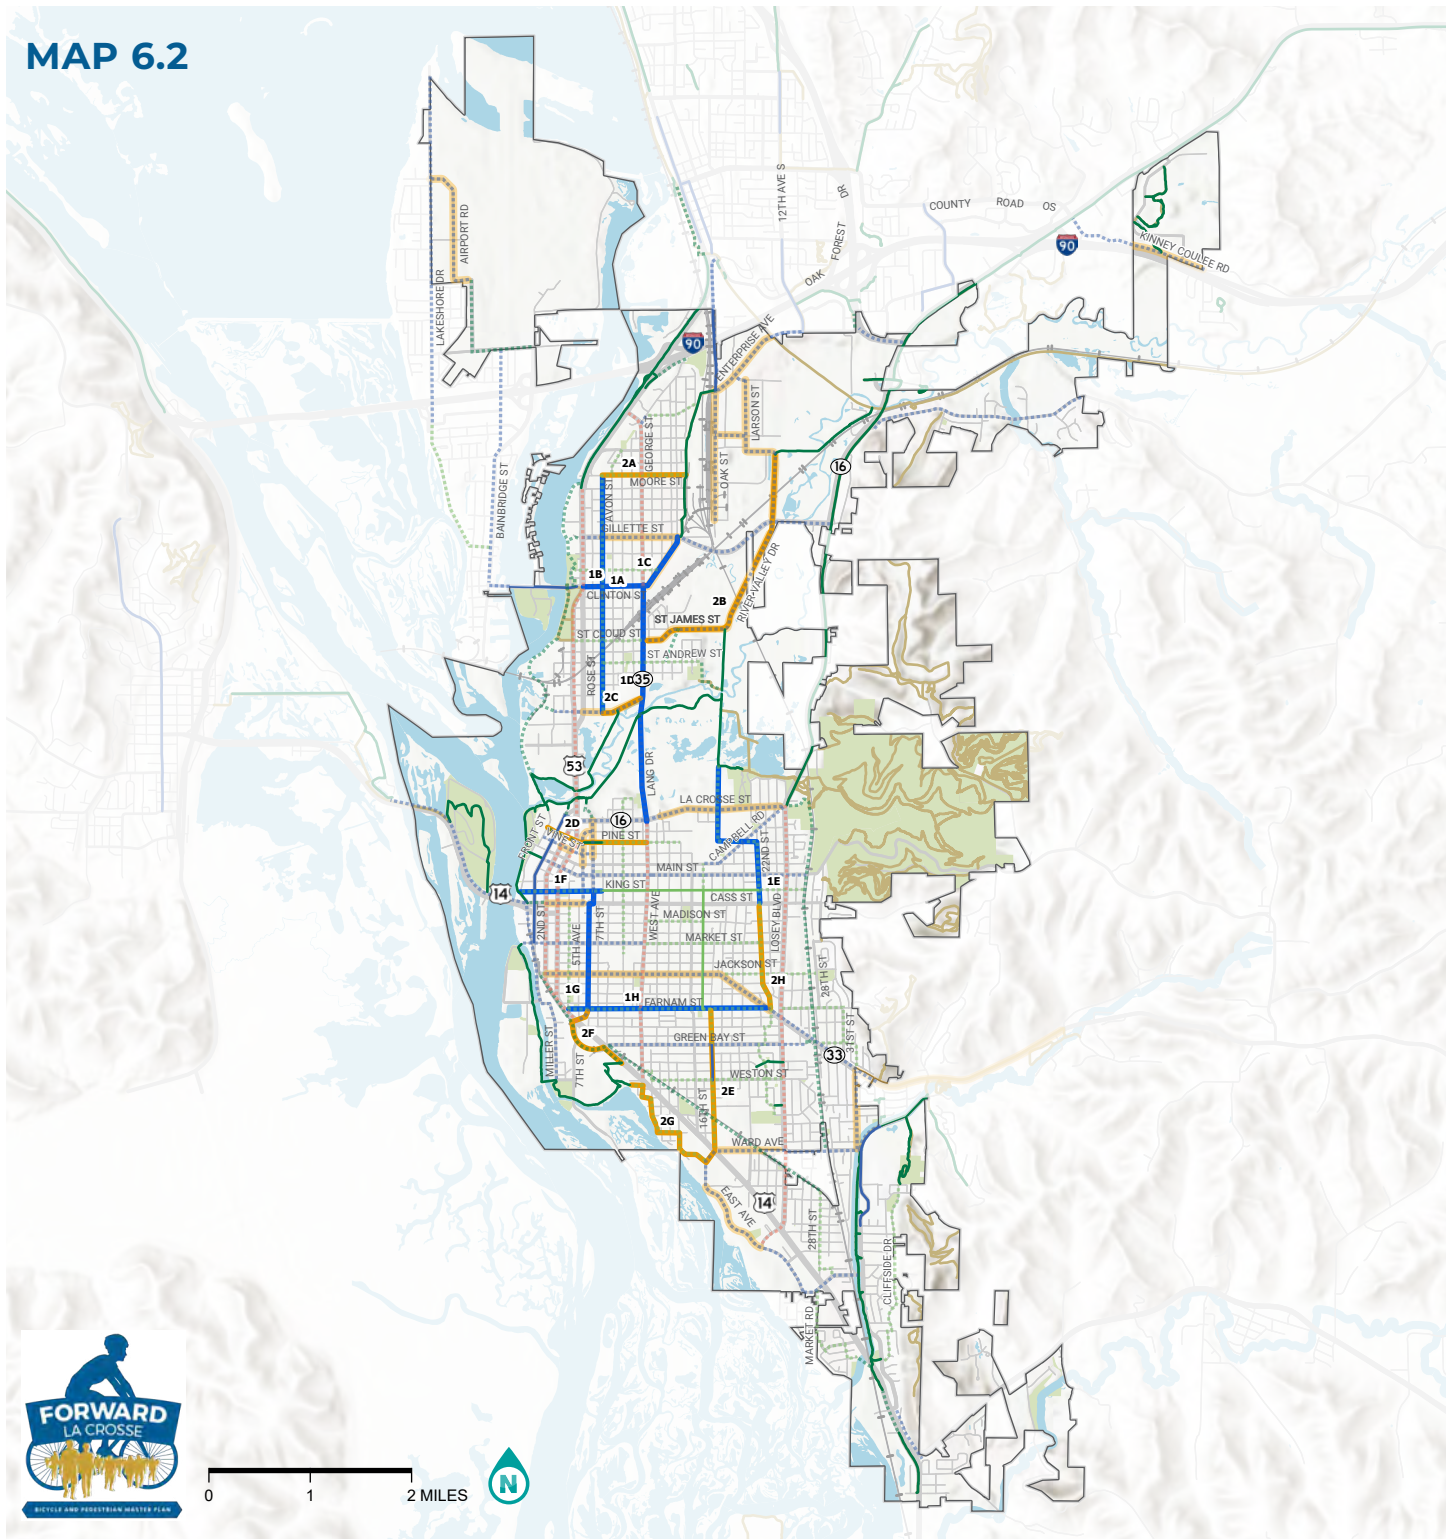 MAP 6.2
12TH AVE S
OAK FOREST DR
COUNTY ROAD OS
90
KINNEY COULEE RD
AIRPORT RD
LAKESHORE DR
90
ENTERPRISE AVE
LARSON ST
GEORGE ST
OAK ST
16
2A
MOORE ST
AVON ST
BAINBRIDGE ST
GILLETTE ST
1C
1B
1A
CLINTON S
2B
RIVER VALLEY DR
ST JAMES ST
ST CLOUD ST
ST ANDREW ST
ROSE ST
1D
35
2C
53
LANG DR
LA CROSSE ST
16
2D
FRONT ST
VINE ST
PINE ST
CAMPBELL RD
22ND ST
MAIN ST
1F
KING ST
1E
14
CASS ST
2ND ST
7TH ST
WEST AVE
MADISON ST
LOSEY BLVD
5TH AVE
MARKET ST
JACKSON ST
28TH ST
2H
1G
1H
FARNAM ST
31ST ST
2F
GREEN BAY ST
33
MILLER ST
7TH ST
WESTON ST
2E
16TH ST
2G
WARD AVE
EAST AVE
14
28TH ST
CLIFFSIDE DR
MARKET RD
FORWARD
LA CROSSE
BICYCLE AND PEDESTRIAN MASTER PLAN
0 1 2 MILES
N